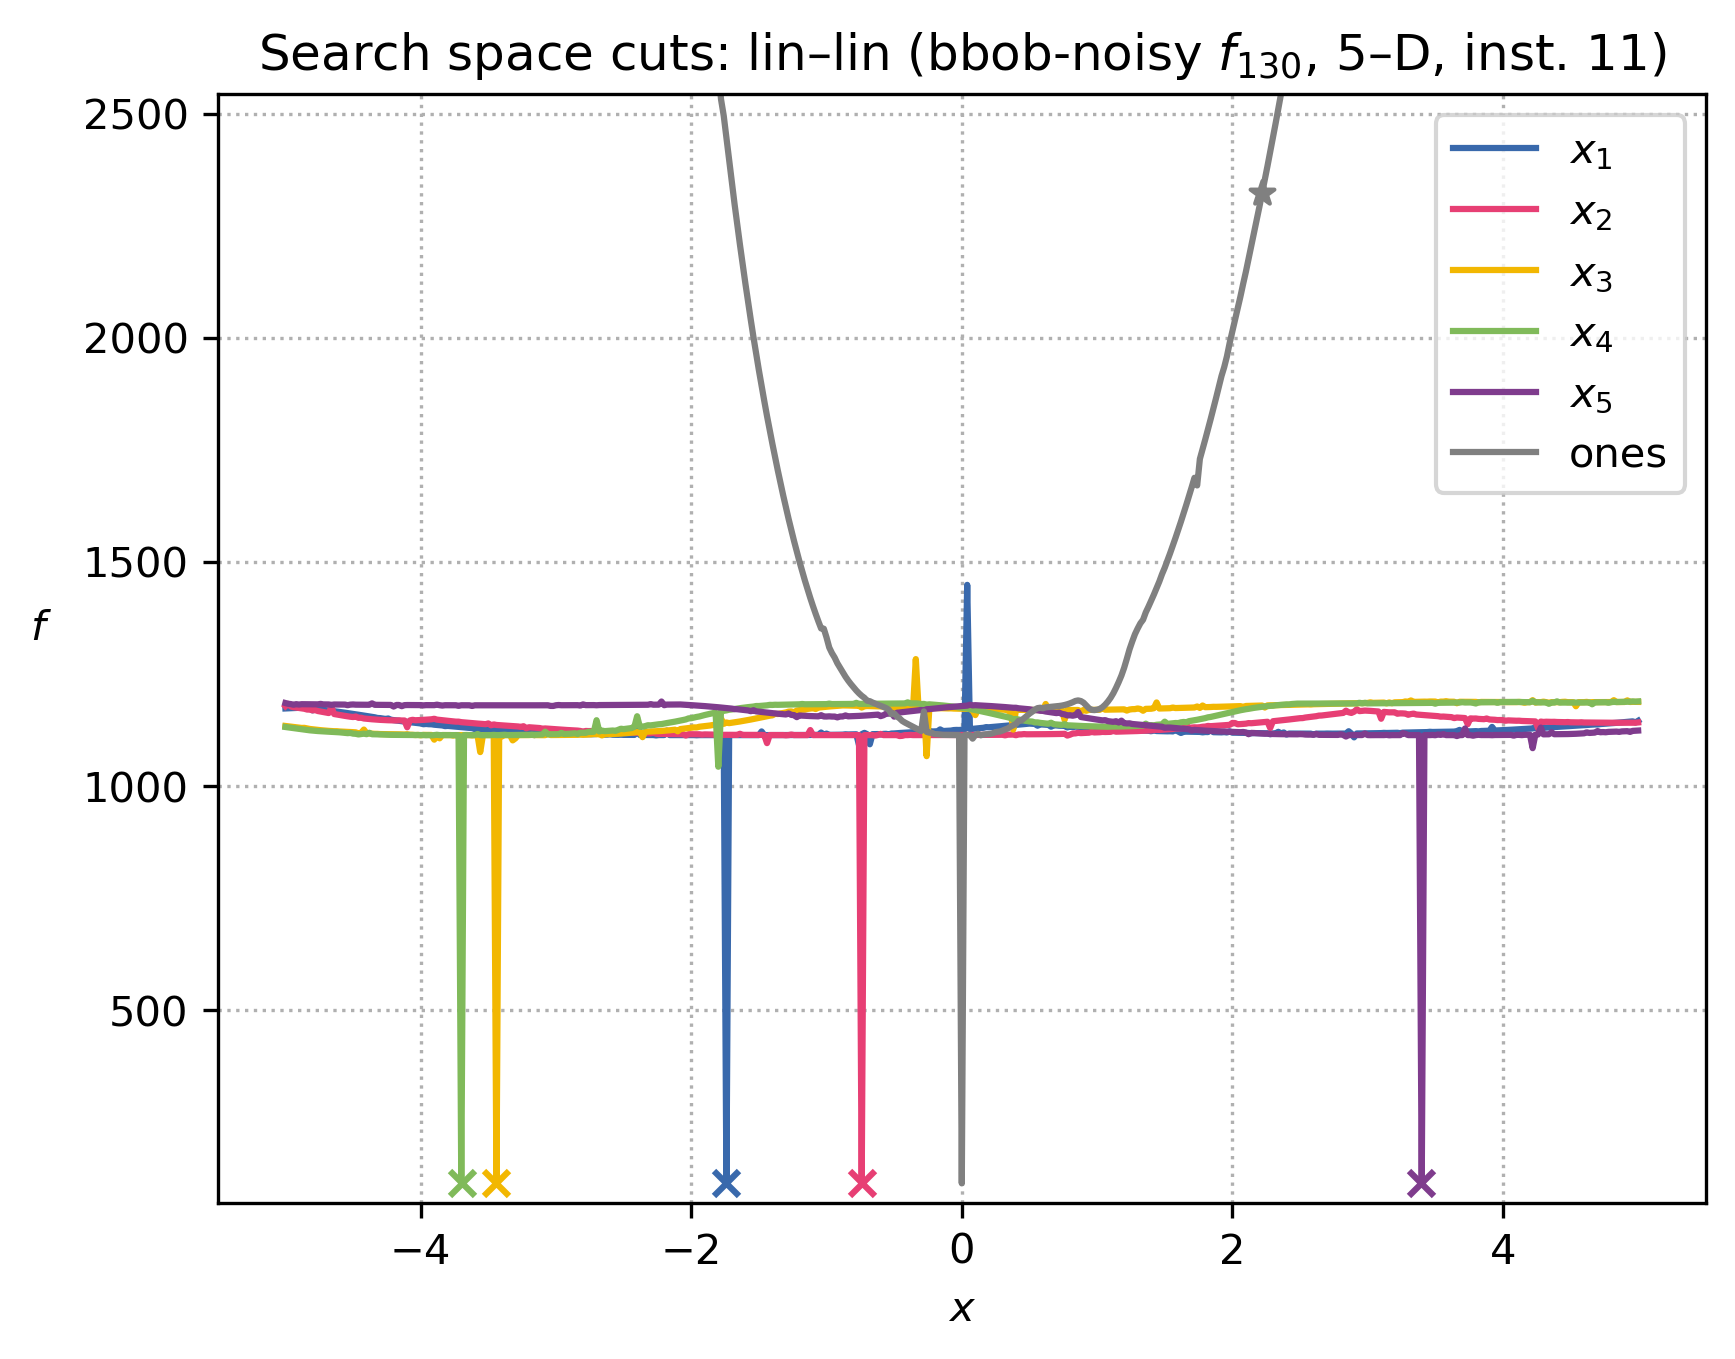 Search space cuts: lin–lin (bbob-noisy f₁₃₀, 5–D, inst. 11)
2500
2000
1500
1000
500
f
x₁
x₂
x₃
x₄
x₅
ones
−4 −2 0 2 4
x